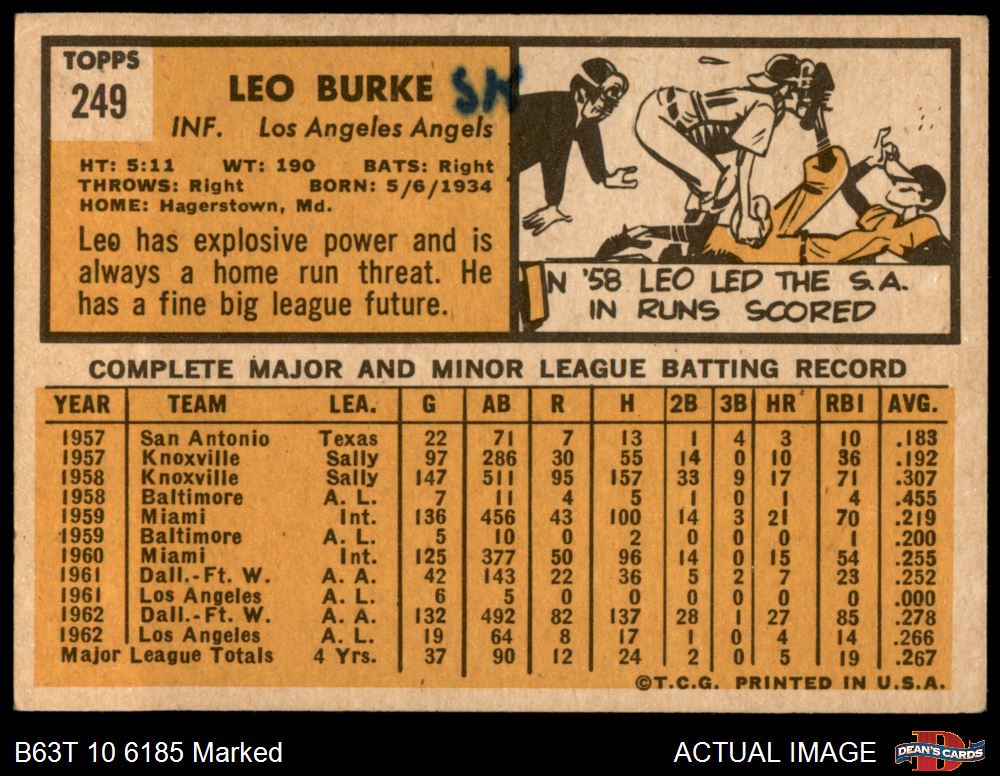 TOPPS
249
LEO BURKE SH
INF. Los Angeles Angels
HT: 5:11 WT: 190 BATS: Right
THROWS: Right BORN: 5/6/1934
HOME: Hagerstown, Md.
Leo has explosive power and is
always a home run threat. He
has a fine big league future.
N '58 LEO LED THE S.A.
IN RUNS SCORED
COMPLETE MAJOR AND MINOR LEAGUE BATTING RECORD
YEAR TEAM LEA. G AB R H 2B 3B HR RBI AVG.
1957 San Antonio Texas 22 71 7 13 1 4 3 10 .183
1957 Knoxville Sally 97 286 30 55 14 0 10 36 .192
1958 Knoxville Sally 147 511 95 157 33 9 17 71 .307
1958 Baltimore A. L. 7 11 4 5 1 0 1 4 .455
1959 Miami Int. 136 456 43 100 14 3 21 70 .219
1959 Baltimore A. L. 5 10 0 2 0 0 0 1 .200
1960 Miami Int. 125 377 50 96 14 0 15 54 .255
1961 Dall.-Ft. W. A. A. 42 143 22 36 5 2 7 23 .252
1961 Los Angeles A. L. 6 5 0 0 0 0 0 0 .000
1962 Dall.-Ft. W. A. A. 132 492 82 137 28 1 27 85 .278
1962 Los Angeles A. L. 19 64 8 17 1 0 4 14 .266
Major League Totals 4 Yrs. 37 90 12 24 2 0 5 19 .267
©T.C.G. PRINTED IN U.S.A.
B63T 10 6185 Marked
ACTUAL IMAGE
DEAN'S CARDS